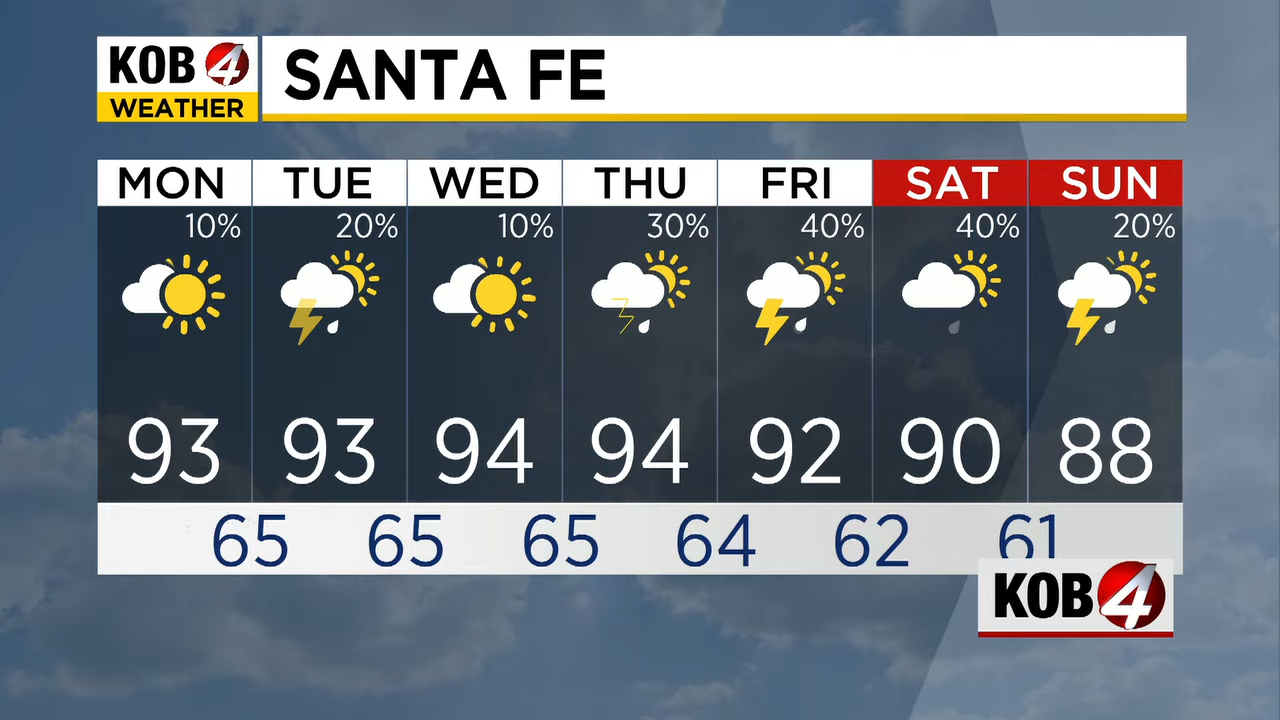 KOB 4
WEATHER
SANTA FE
MON TUE WED THU FRI SAT SUN
10% 20% 10% 30% 40% 40% 20%
93 93 94 94 92 90 88
65 65 65 64 62 61
KOB 4